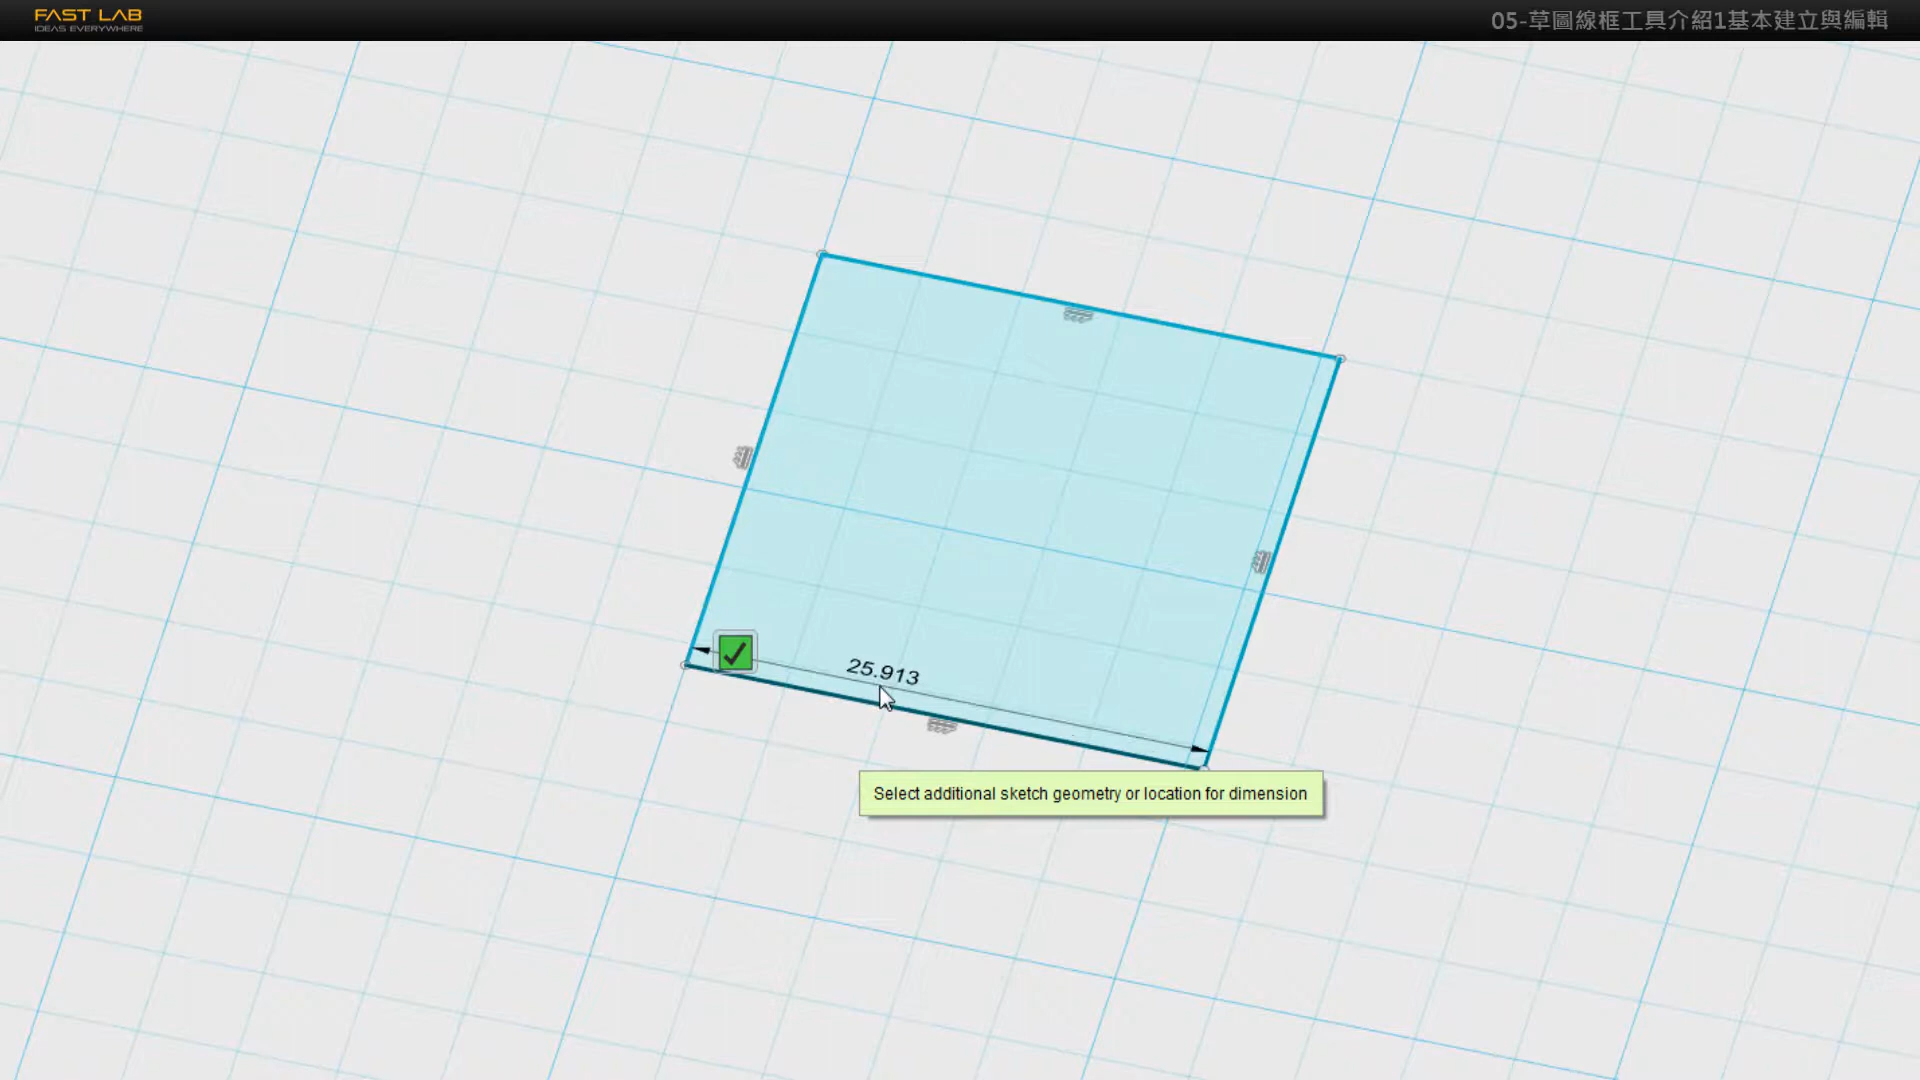 FAST LAB
IDEAS EVERYWHERE
05-草圖線框工具介紹1基本建立與編輯
25.913
Select additional sketch geometry or location for dimension